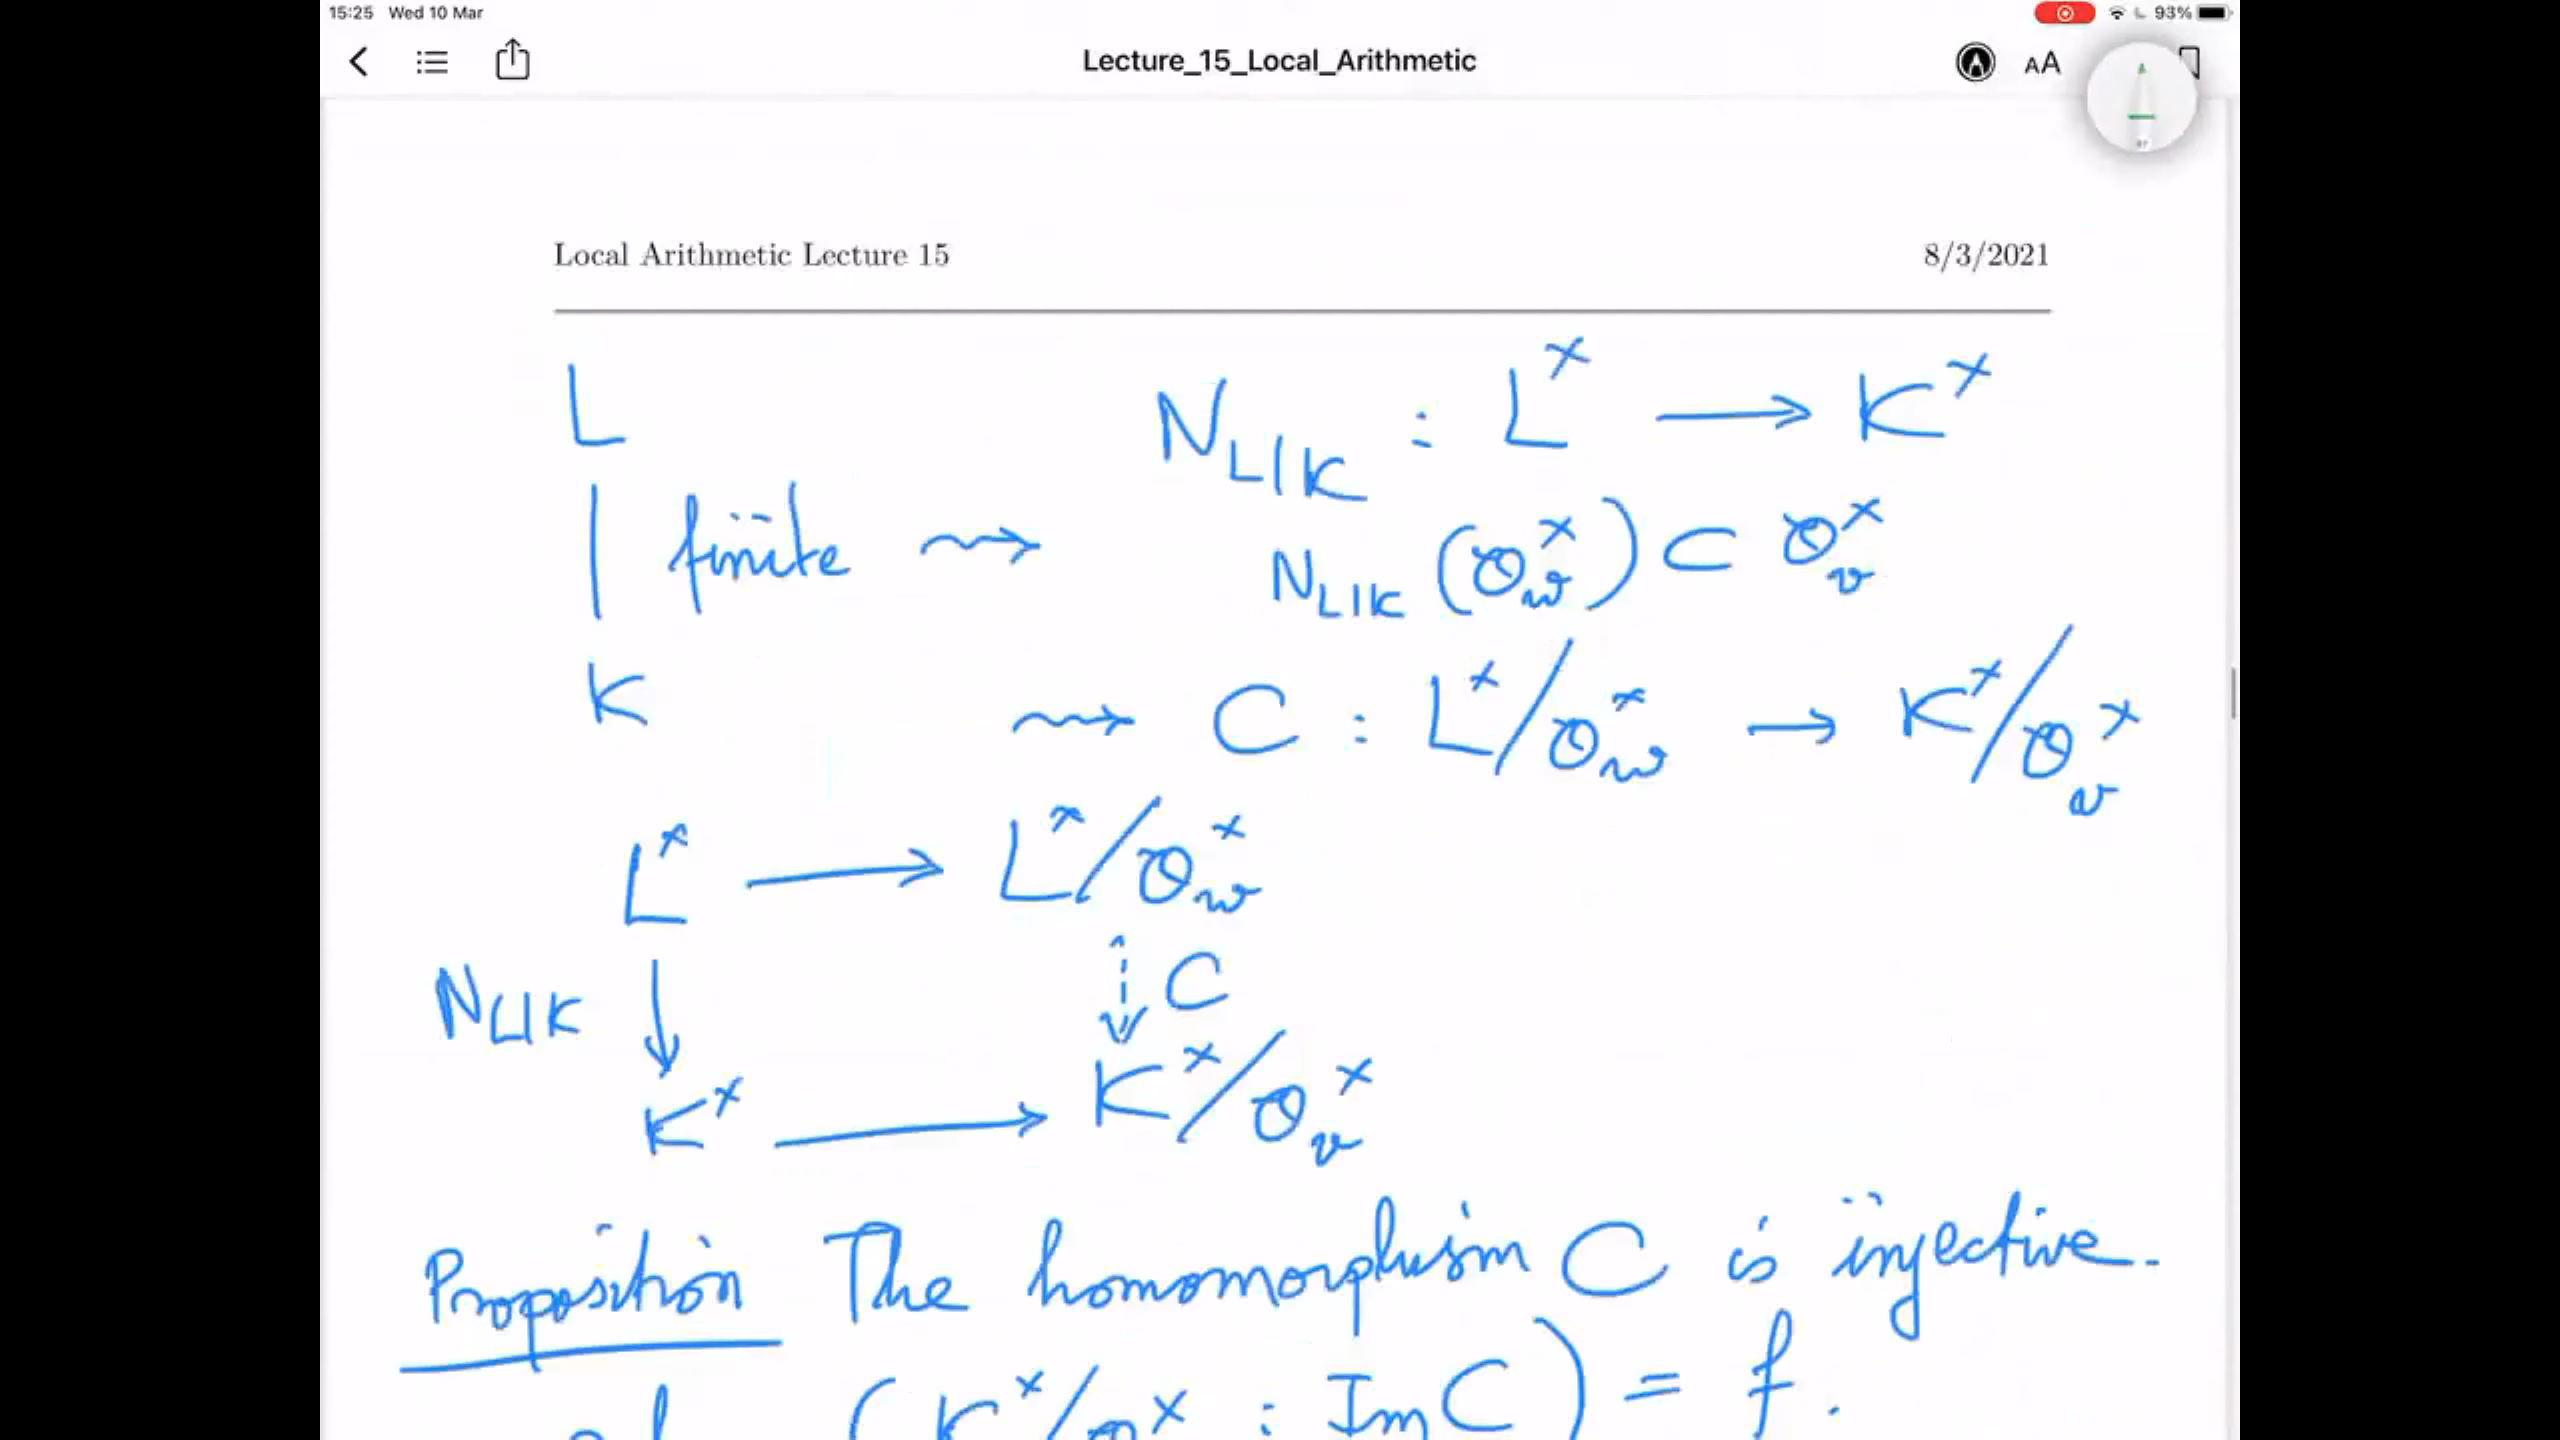 15:25 Wed 10 Mar 93%
Lecture_15_Local_Arithmetic
AA
Local Arithmetic Lecture 15 8/3/2021
L N_{L|K} : L^× → K^×
| finite ⇝ N_{L|K} (O_w^×) ⊂ O_v^×
K ⇝ C : L^×/O_w^× → K^×/O_v^×
L^× → L^×/O_w^×
N_{L|K} ↓ ⇣ C
K^× → K^×/O_v^×
Proposition The homomorphism C is injective.
(K^×/O^× : Im C) = f.